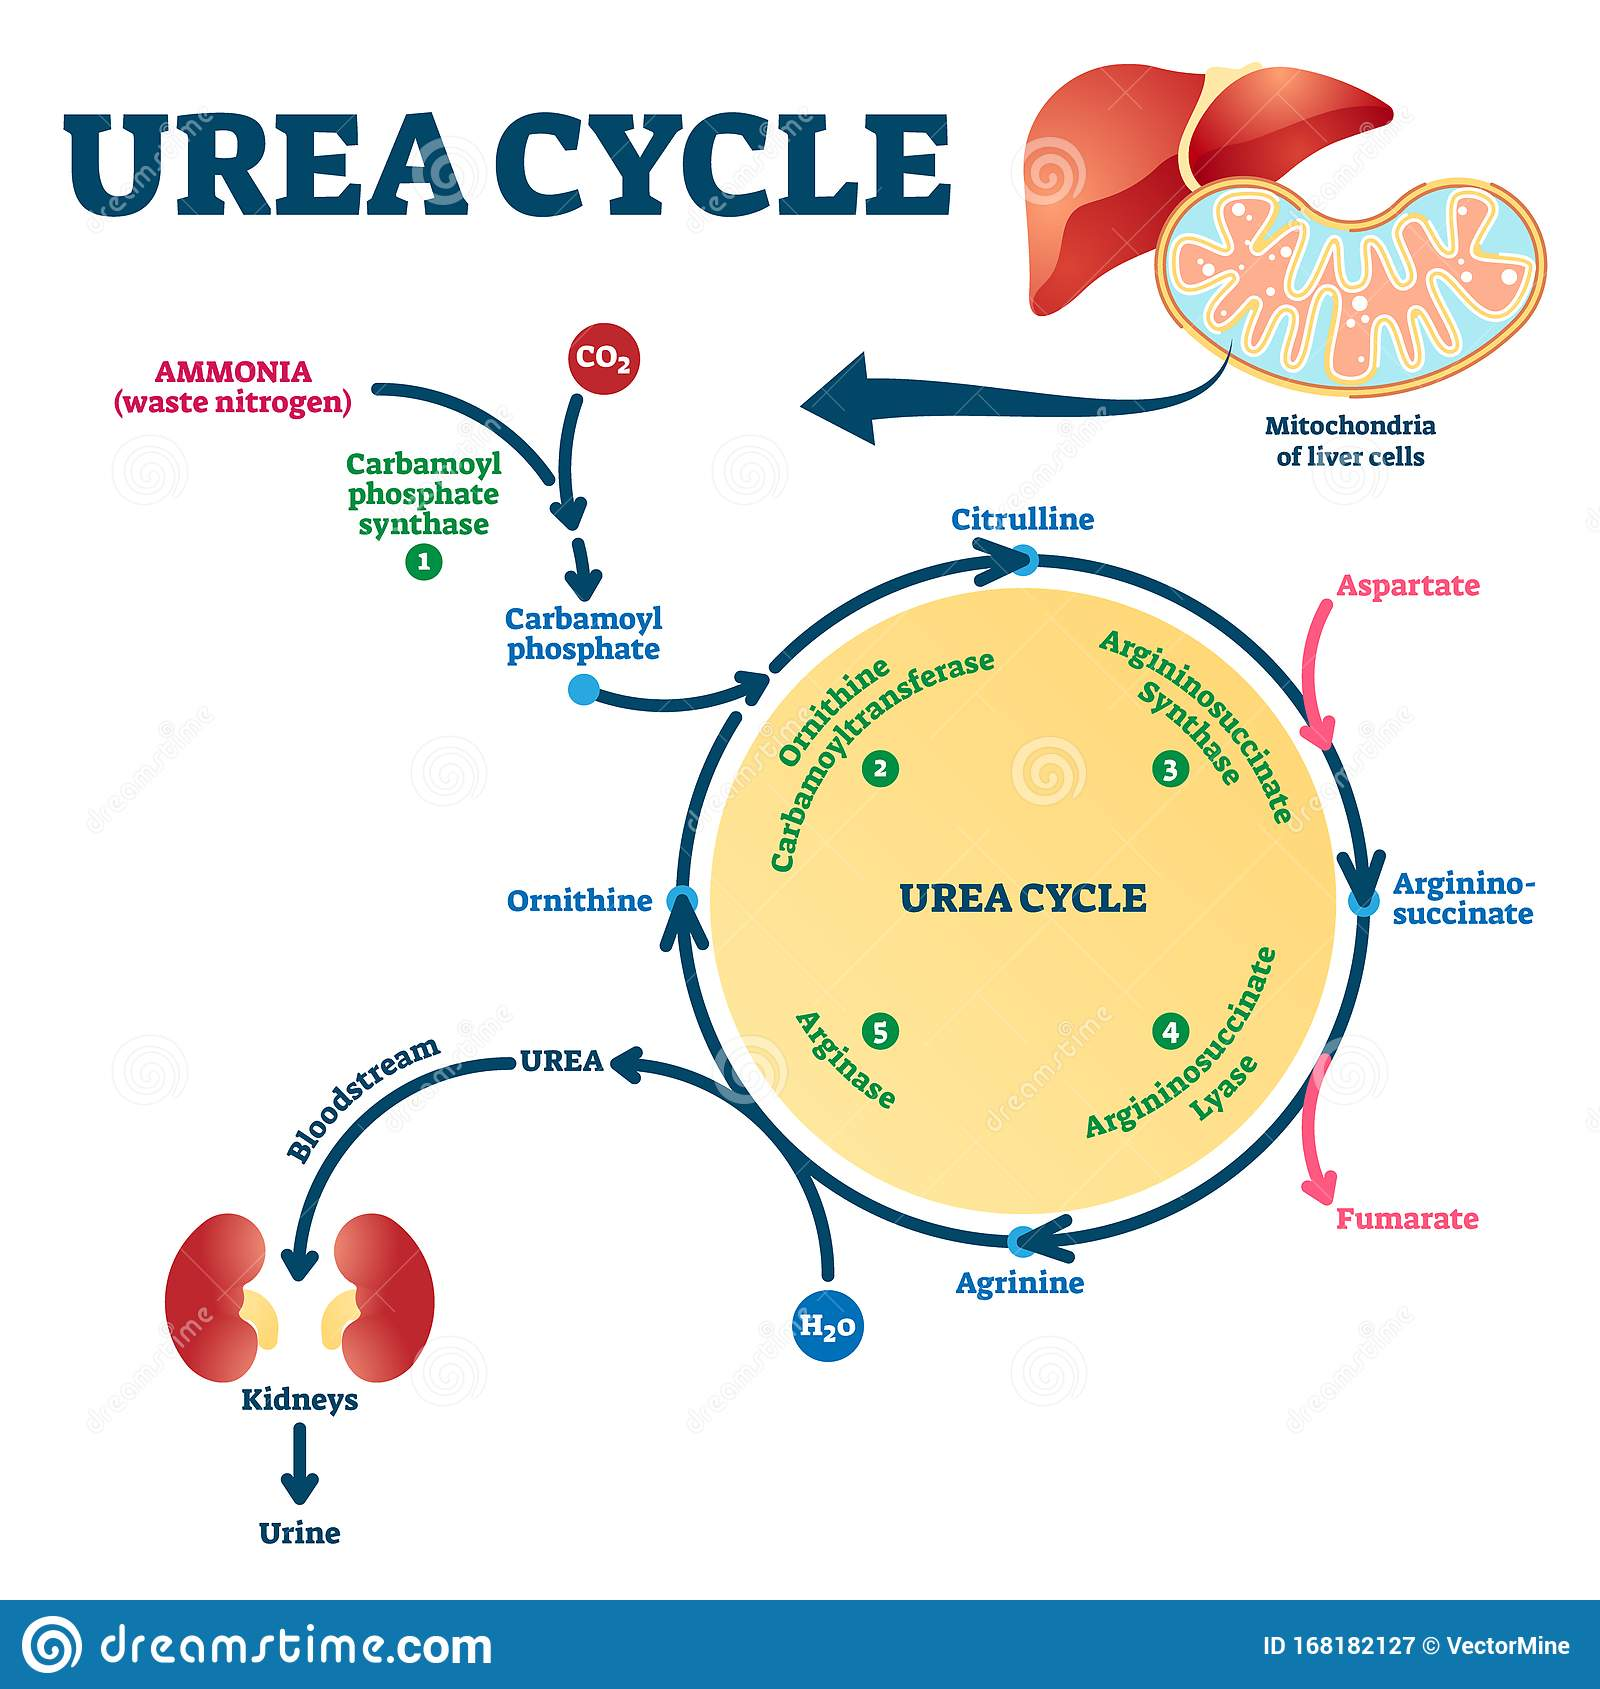 UREA CYCLE
CO2
AMMONIA
(waste nitrogen)
Carbamoyl
phosphate
synthase
1
Mitochondria
of liver cells
Citrulline
Aspartate
Carbamoyl
phosphate
Ornithine
Carbamoyltransferase
2
Argininosuccinate
Synthase
3
Ornithine
UREA CYCLE
Arginino-
succinate
5
Arginase
4
Argininosuccinate
Lyase
Bloodstream
UREA
Fumarate
Agrinine
H2O
Kidneys
Urine
dreamstime.com
ID 168182127 © VectorMine